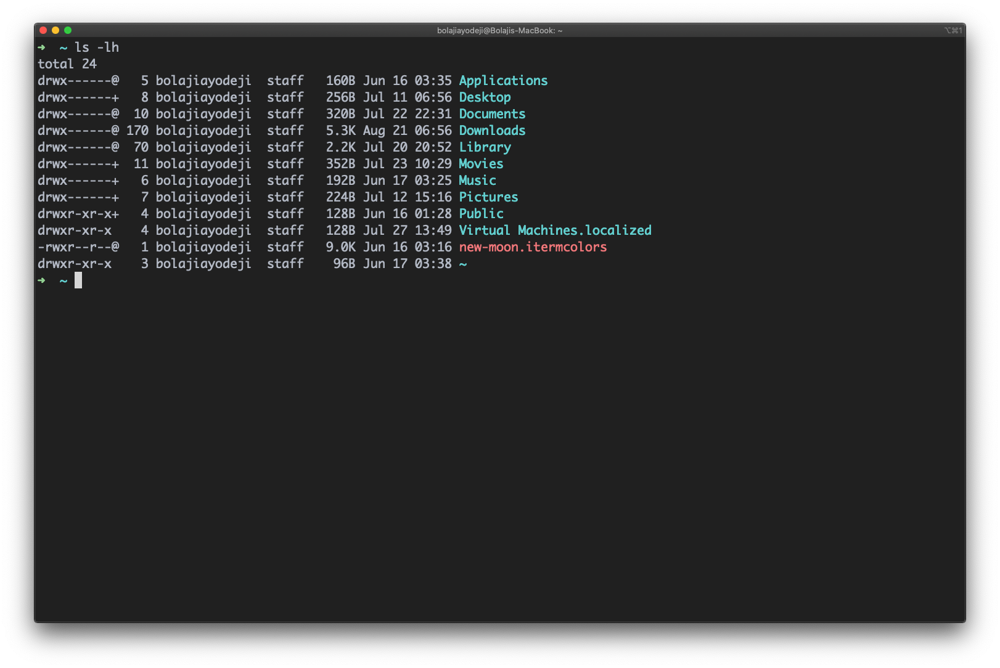 bolajiayodeji@Bolajis-MacBook: ~ ⌥⌘1
➜  ~ ls -lh
total 24
drwx------@   5 bolajiayodeji  staff   160B Jun 16 03:35 Applications
drwx------+   8 bolajiayodeji  staff   256B Jul 11 06:56 Desktop
drwx------@  10 bolajiayodeji  staff   320B Jul 22 22:31 Documents
drwx------@ 170 bolajiayodeji  staff   5.3K Aug 21 06:56 Downloads
drwx------@  70 bolajiayodeji  staff   2.2K Jul 20 20:52 Library
drwx------+  11 bolajiayodeji  staff   352B Jul 23 10:29 Movies
drwx------+   6 bolajiayodeji  staff   192B Jun 17 03:25 Music
drwx------+   7 bolajiayodeji  staff   224B Jul 12 15:16 Pictures
drwxr-xr-x+   4 bolajiayodeji  staff   128B Jun 16 01:28 Public
drwxr-xr-x    4 bolajiayodeji  staff   128B Jul 27 13:49 Virtual Machines.localized
-rwxr--r--@   1 bolajiayodeji  staff   9.0K Jun 16 03:16 new-moon.itermcolors
drwxr-xr-x    3 bolajiayodeji  staff    96B Jun 17 03:38 ~
➜  ~